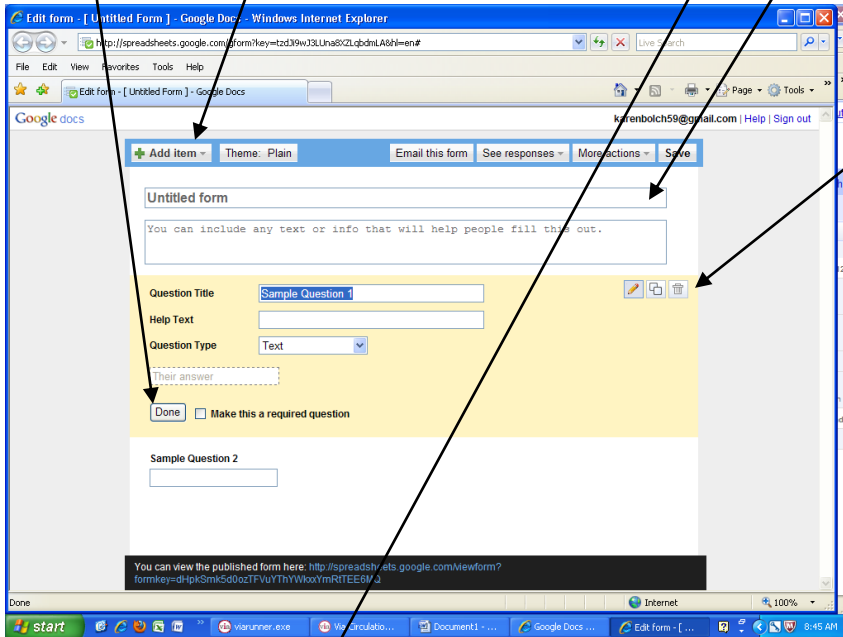 Edit form - [ Untitled Form ] - Google Docs - Windows Internet Explorer
http://spreadsheets.google.com/gform?key=tzdJi9wJ3LUna8XZLqbdmLA&hl=en#
Live Search
File Edit View Favorites Tools Help
Edit form - [ Untitled Form ] - Google Docs
Page Tools
Google docs
karenbolch59@gmail.com | Help | Sign out
Add item Theme: Plain Email this form See responses More actions Save
Untitled form
You can include any text or info that will help people fill this out.
Question Title Sample Question 1
Help Text
Question Type Text
Their answer
Done Make this a required question
Sample Question 2
You can view the published form here: http://spreadsheets.google.com/viewform?
formkey=dHpkSmk5d0ozTFVuYThYWkxxYmRtTEE6MQ
Done Internet 100%
start viarunner.exe Via Circulatio... Document1 - ... Google Docs ... Edit form - [ ... 8:45 AM